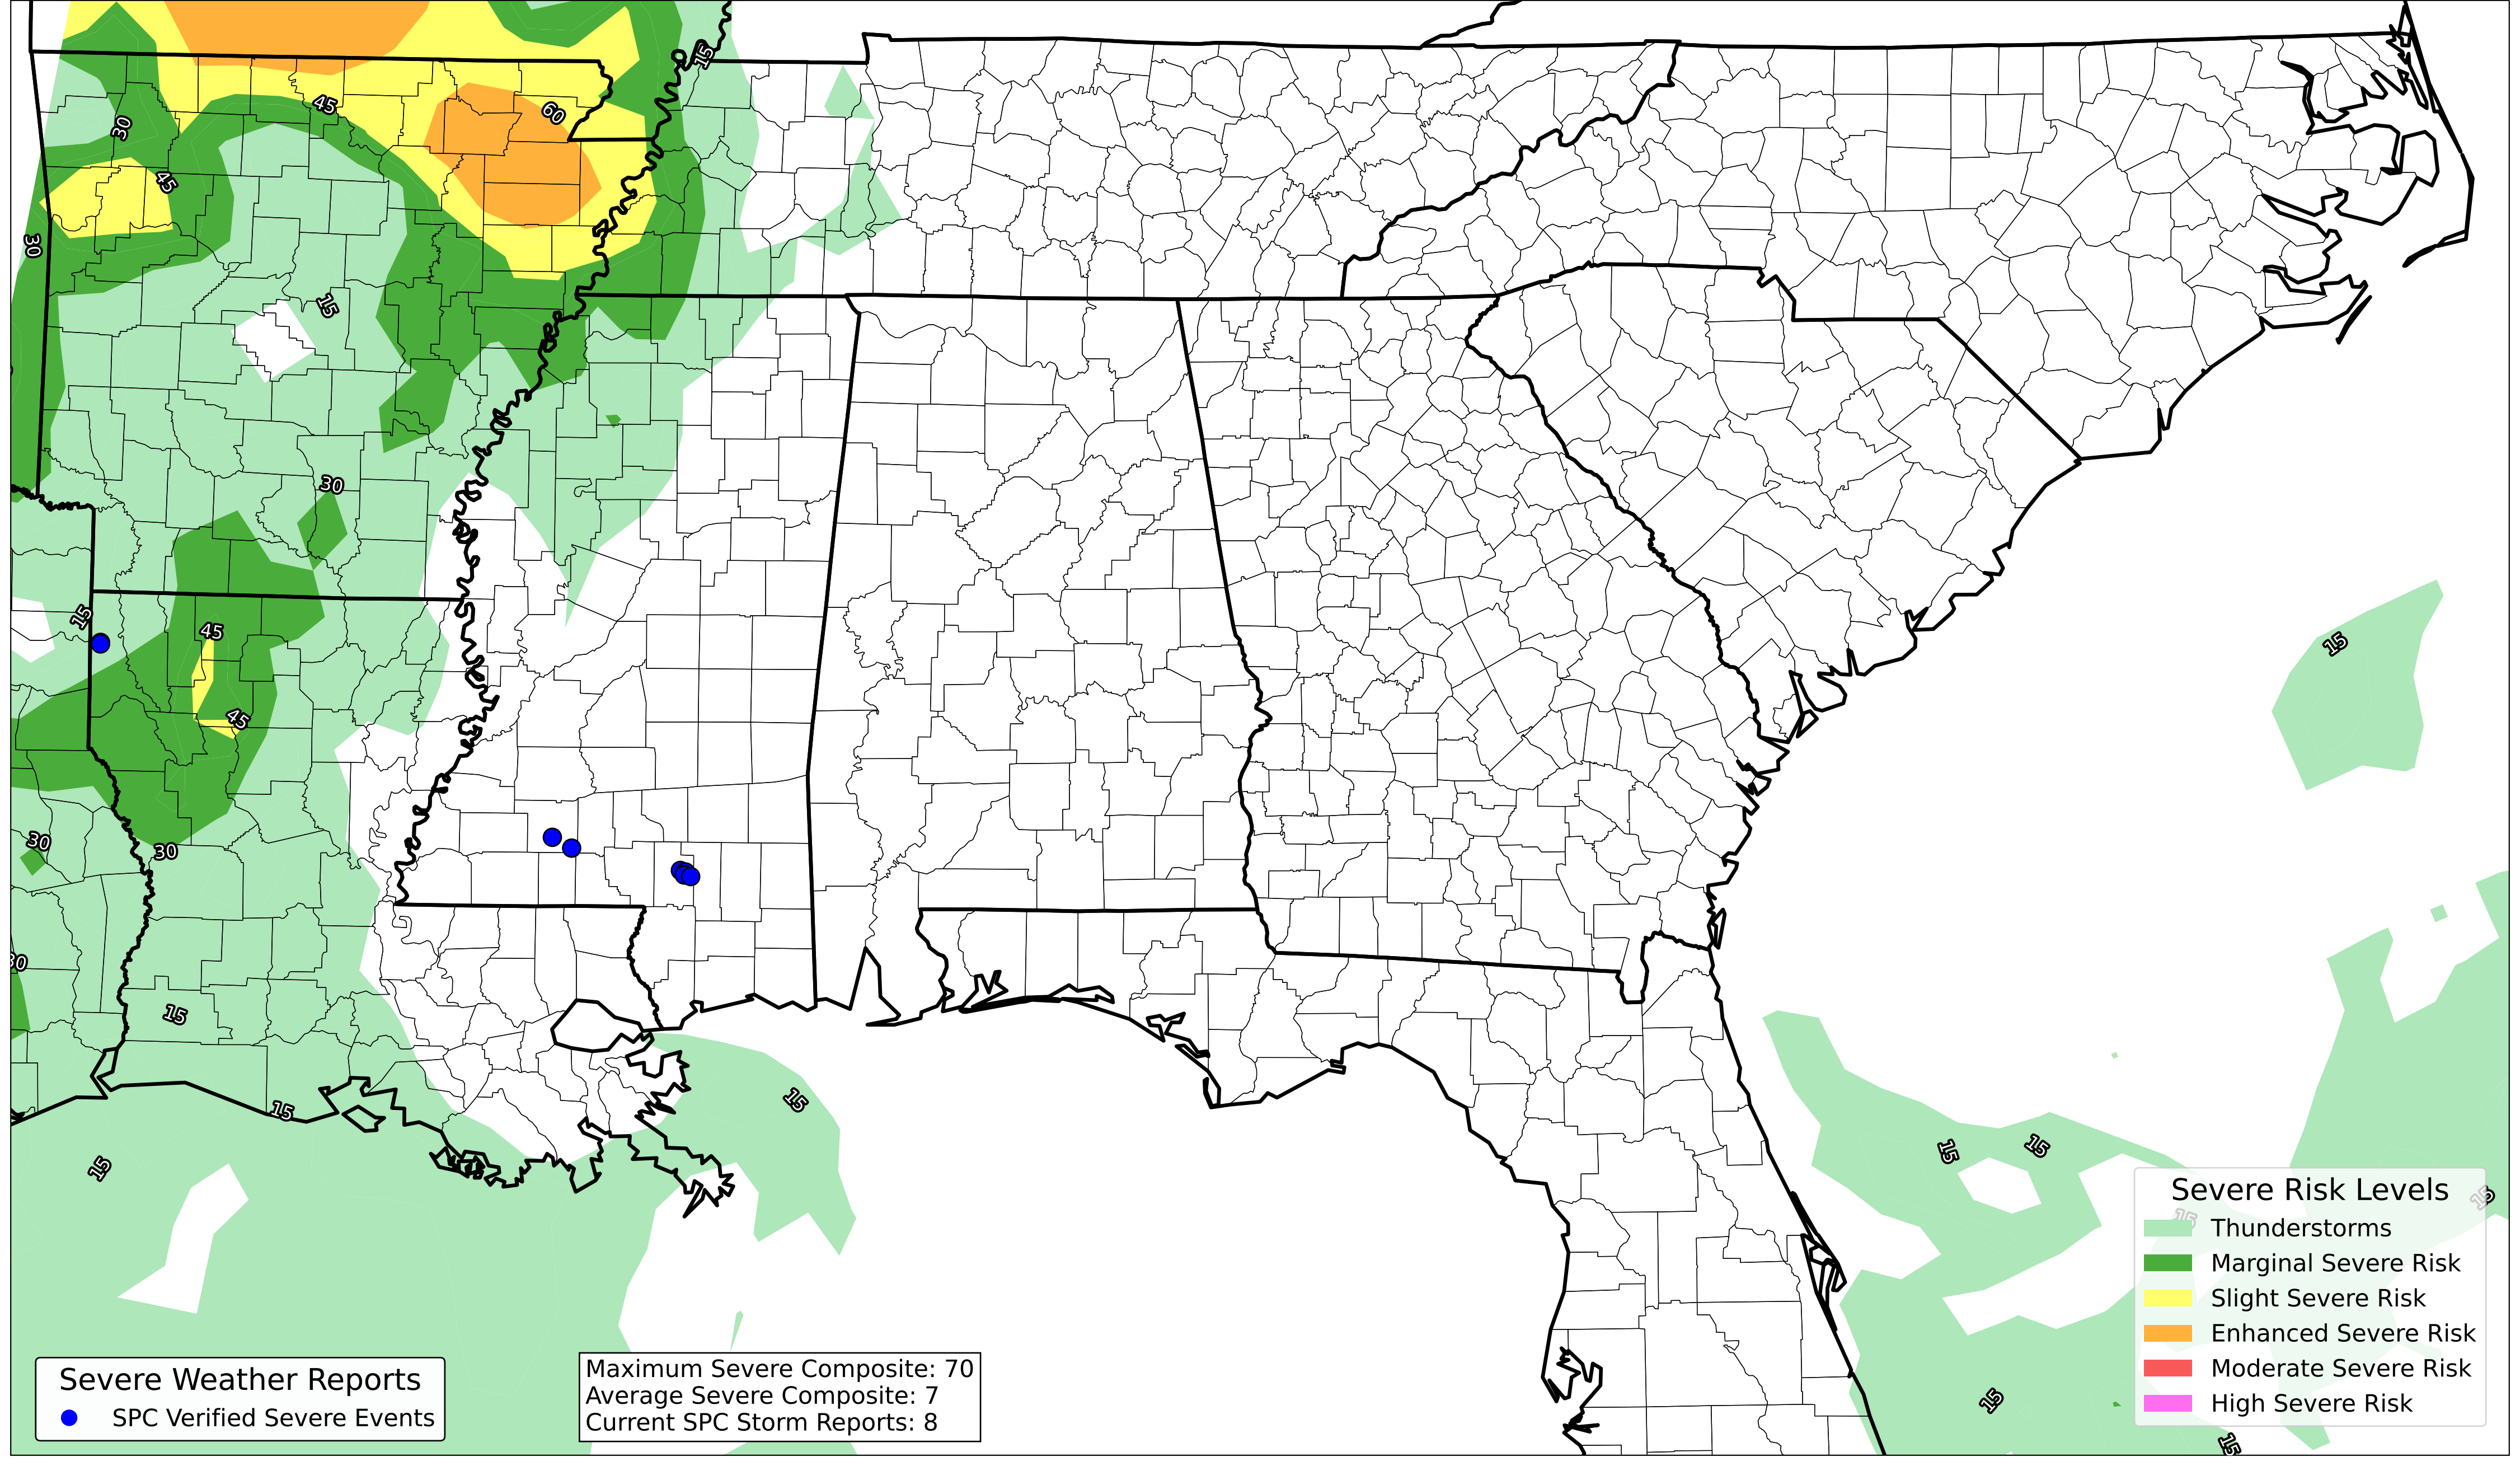 15
45
60
30
45
30
15
30
15
45
15
45
30
30
30
15
15
15
15
15
15
15
15
15
15
15
Severe Risk Levels
Thunderstorms
Marginal Severe Risk
Slight Severe Risk
Enhanced Severe Risk
Moderate Severe Risk
High Severe Risk
Severe Weather Reports
SPC Verified Severe Events
Maximum Severe Composite: 70
Average Severe Composite: 7
Current SPC Storm Reports: 8